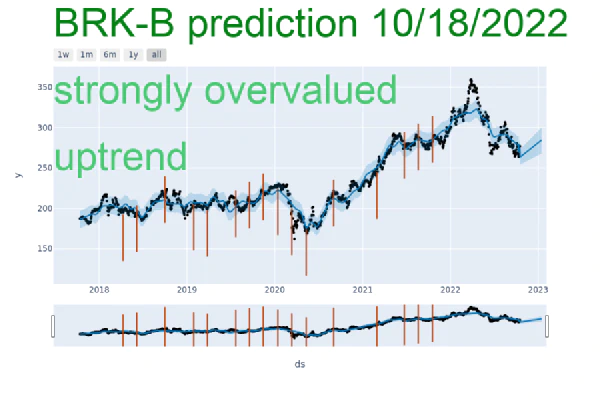 BRK-B prediction 10/18/2022
1w 1m 6m 1y all
strongly overvalued
uptrend
350
300
250
200
150
y
2018 2019 2020 2021 2022 2023
ds